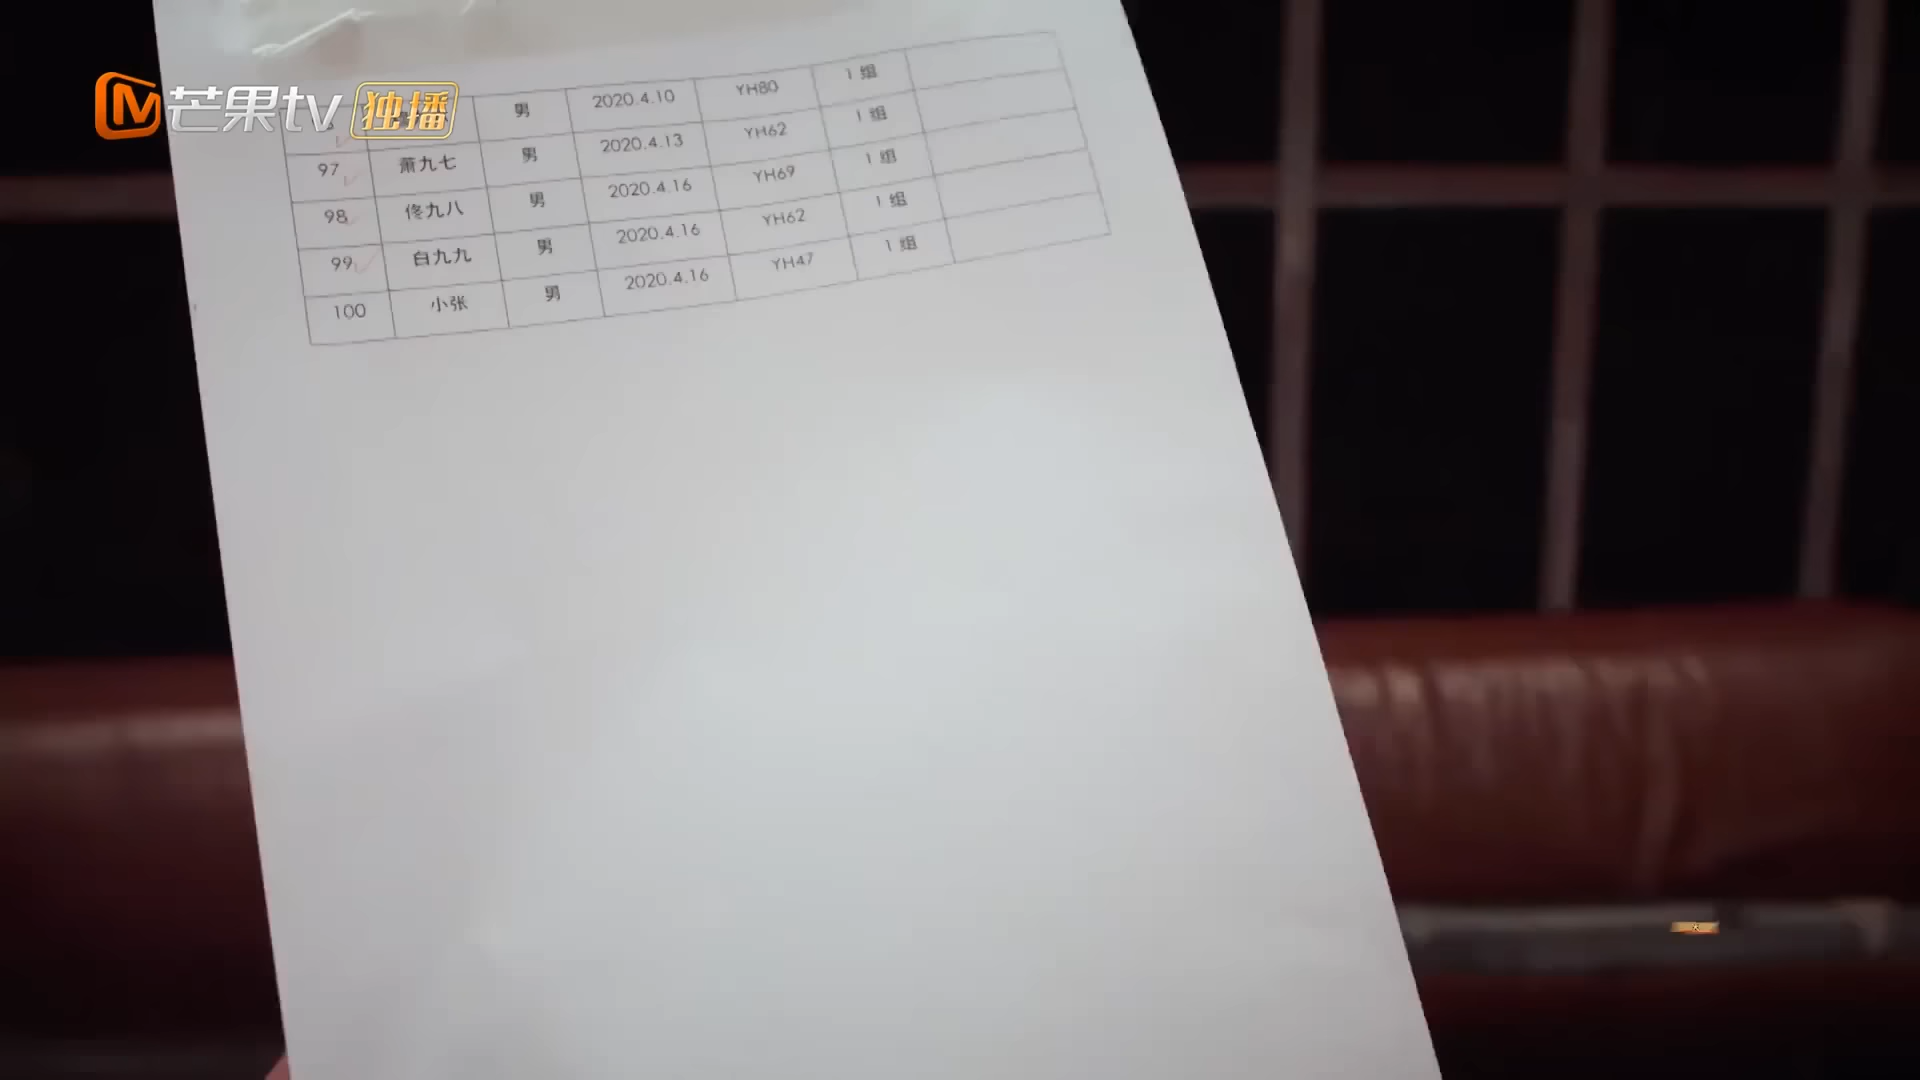 芒果tv 独播
男 2020.4.10 YH80 1 组
97 萧九七 男 2020.4.13 YH62 1 组
98 佟九八 男 2020.4.16 YH69 1 组
99 白九九 男 2020.4.16 YH62 1 组
100 小张 男 2020.4.16 YH47 1 组